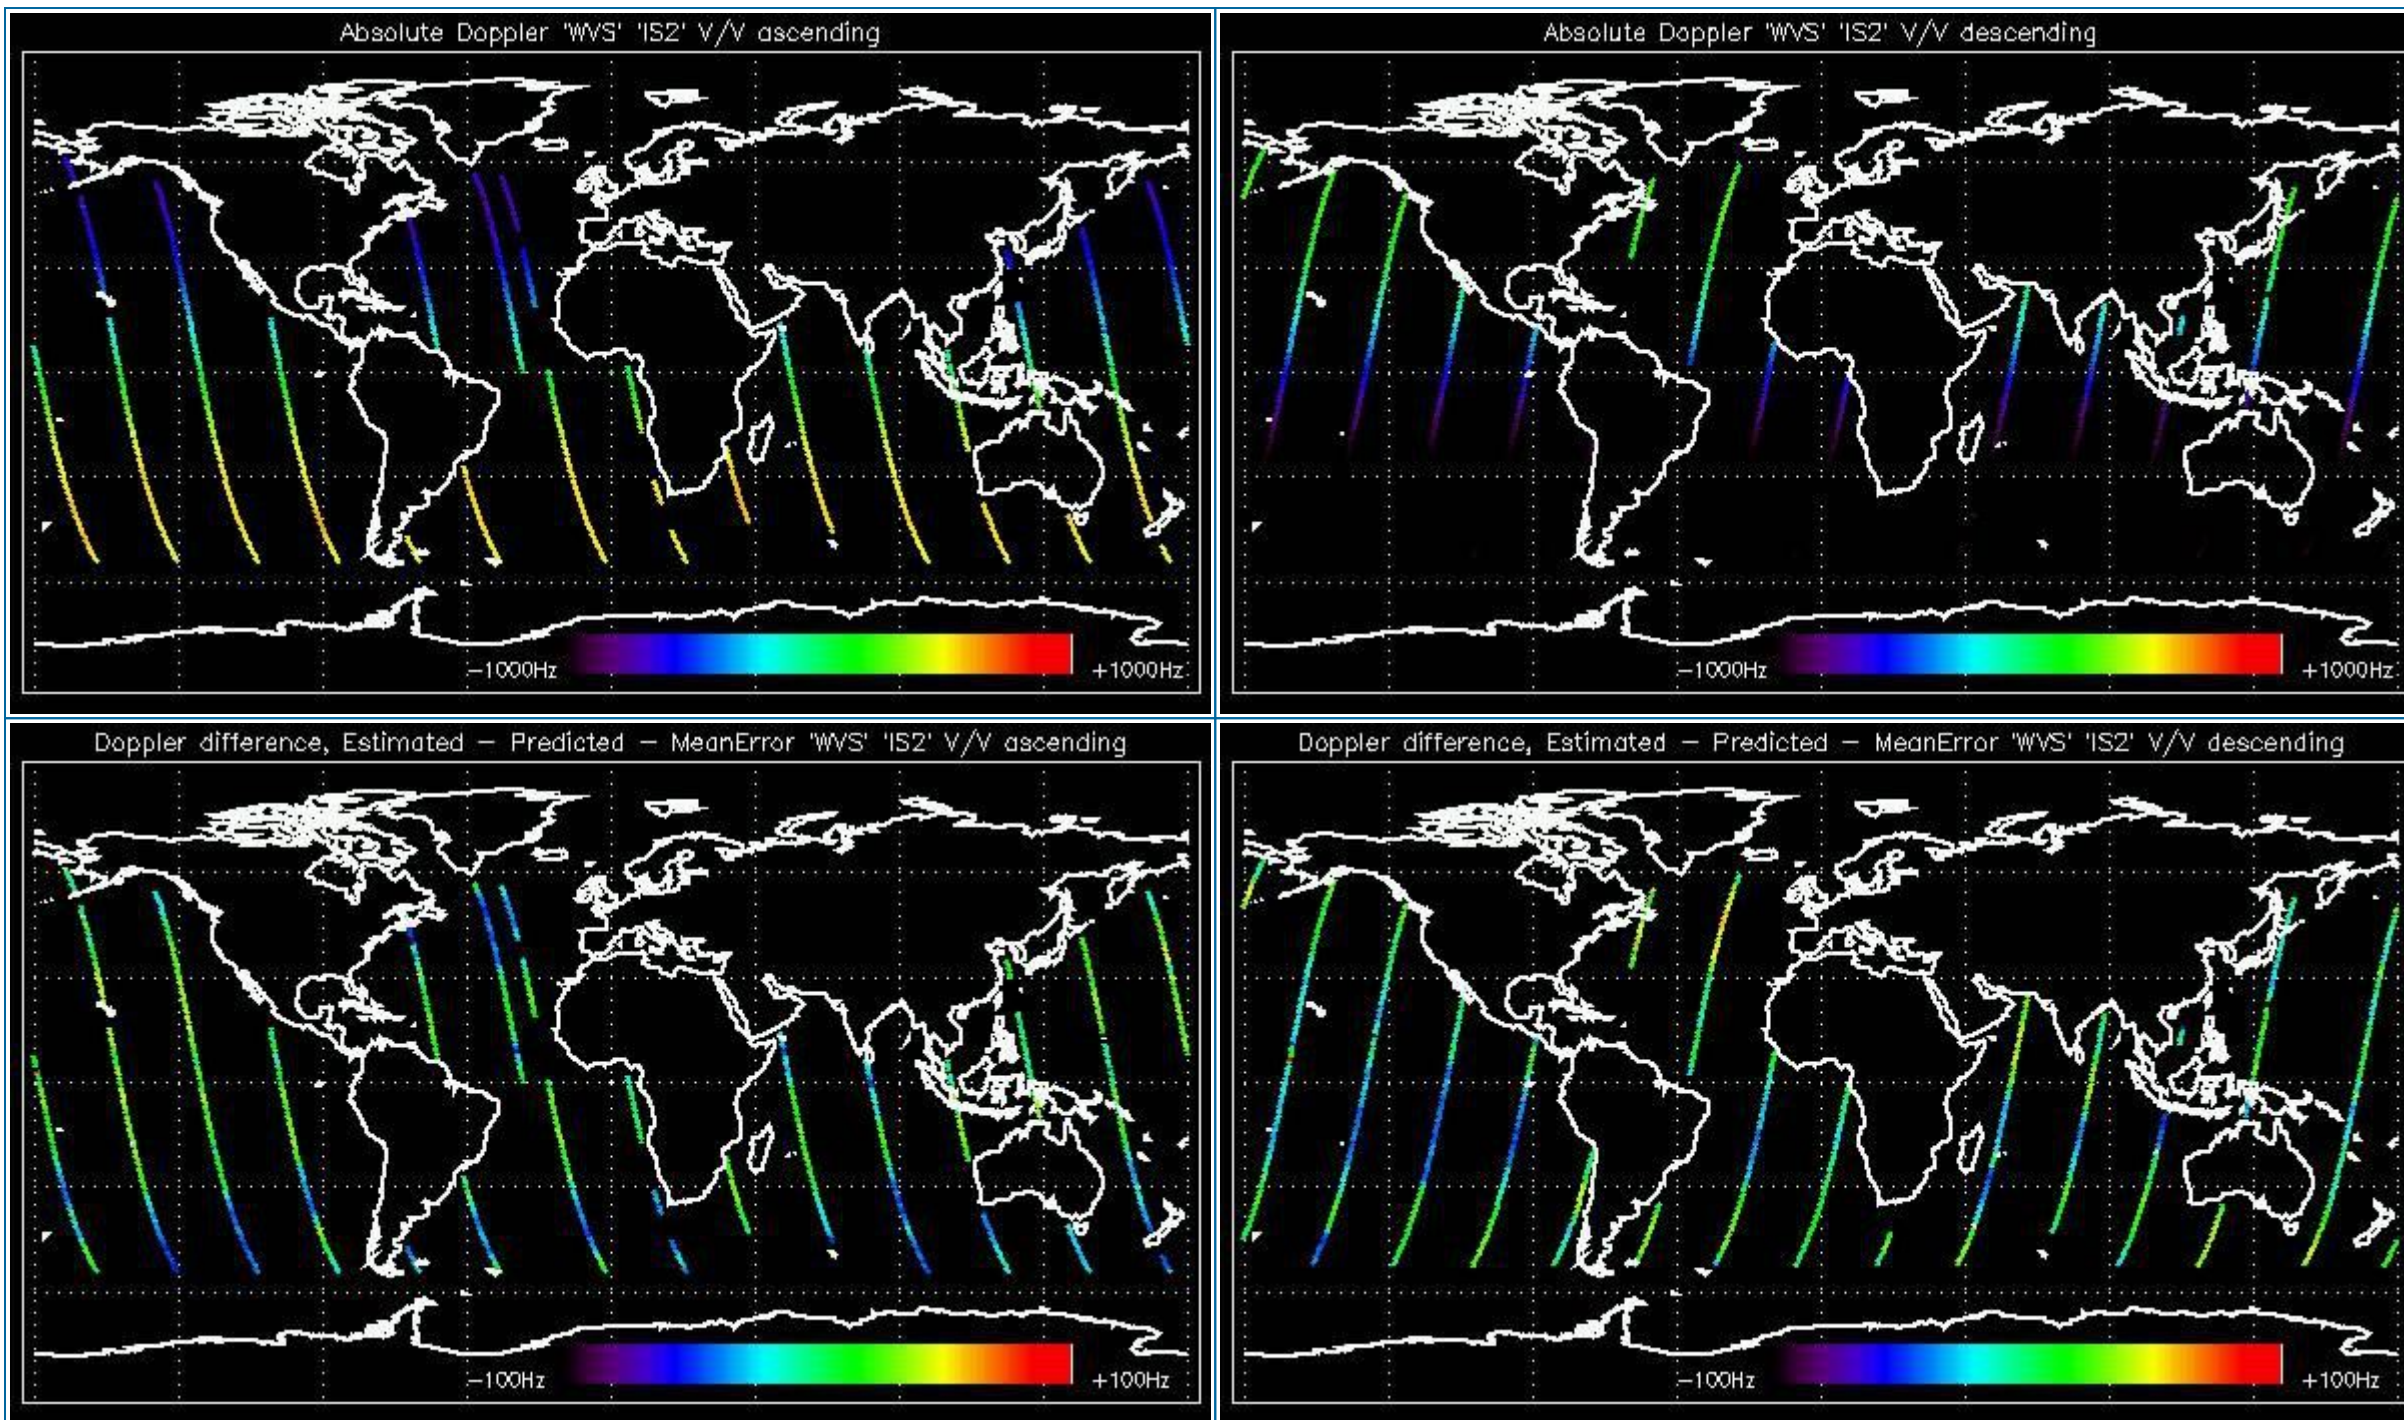 Absolute Doppler 'WVS' 'IS2' V/V ascending
−1000Hz
+1000Hz
Absolute Doppler 'WVS' 'IS2' V/V descending
−1000Hz
+1000Hz
Doppler difference, Estimated − Predicted − MeanError 'WVS' 'IS2' V/V ascending
−100Hz
+100Hz
Doppler difference, Estimated − Predicted − MeanError 'WVS' 'IS2' V/V descending
−100Hz
+100Hz